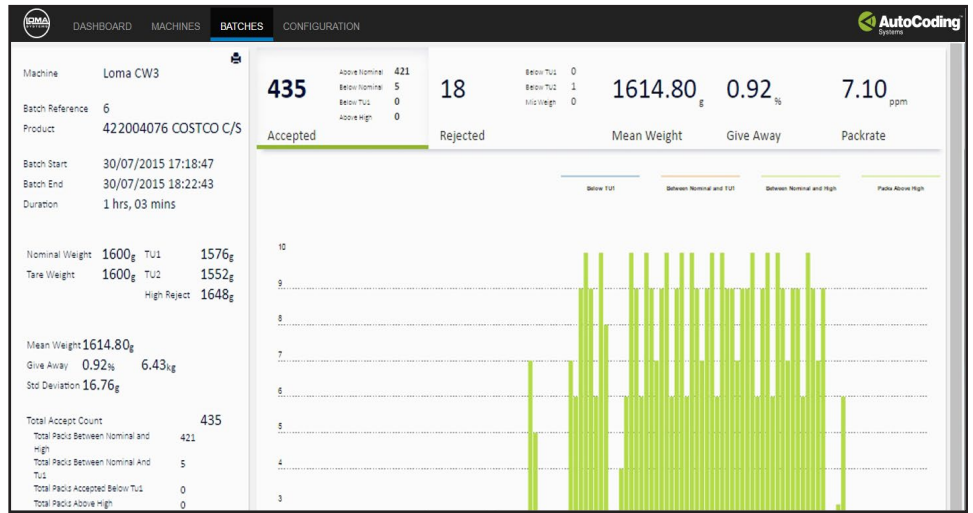 LOMA
SYSTEMS
DASHBOARD MACHINES BATCHES CONFIGURATION
AutoCoding
Systems
Machine Loma CW3
Batch Reference 6
Product 422004076 COSTCO C/S
Batch Start 30/07/2015 17:18:47
Batch End 30/07/2015 18:22:43
Duration 1 hrs, 03 mins
Nominal Weight 1600g TU1 1576g
Tare Weight 1600g TU2 1552g
High Reject 1648g
Mean Weight 1614.80g
Give Away 0.92% 6.43kg
Std Deviation 16.76g
Total Accept Count 435
Total Packs Between Nominal and High 421
Total Packs Between Nominal And TU1 5
Total Packs Accepted Below TU1 0
Total Packs Above High 0
435
Above Nominal 421
Below Nominal 5
Below TU1 0
Above High 0
Accepted
18
Below TU1 0
Below TU2 1
Mis Weigh 0
Rejected
1614.80 g
Mean Weight
0.92 %
Give Away
7.10 ppm
Packrate
Below TU1 Between Nominal and TU1 Between Nominal and High Packs Above High
10
9
8
7
6
5
4
3